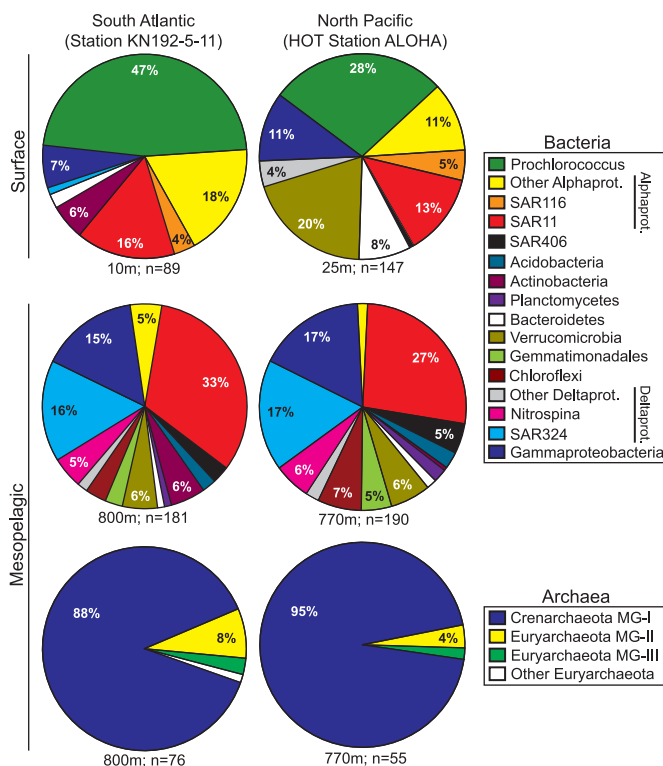 South Atlantic
(Station KN192-5-11)
North Pacific
(HOT Station ALOHA)
Surface
47%
18%
4%
16%
6%
7%
10m; n=89
28%
11%
5%
13%
8%
20%
4%
11%
25m; n=147
Bacteria
Prochlorococcus
Other Alphaprot.
SAR116
SAR11
Alphaprot.
SAR406
Acidobacteria
Actinobacteria
Planctomycetes
Bacteroidetes
Verrucomicrobia
Gemmatimonadales
Chloroflexi
Other Deltaprot.
Nitrospina
SAR324
Deltaprot.
Gammaproteobacteria
Mesopelagic
5%
33%
6%
6%
5%
16%
15%
800m; n=181
27%
5%
6%
5%
7%
6%
17%
17%
770m; n=190
88%
8%
800m; n=76
95%
4%
770m; n=55
Archaea
Crenarchaeota MG-I
Euryarchaeota MG-II
Euryarchaeota MG-III
Other Euryarchaeota